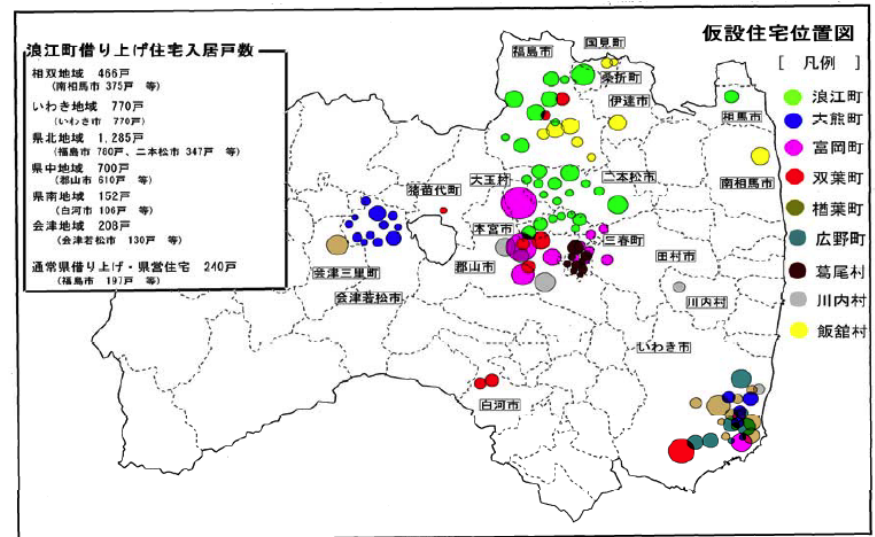 浪江町借り上げ住宅入居戸数
相双地域 466戸
(南相馬市 375戸 等)
いわき地域 770戸
(いわき市 770戸)
県北地域 1,285戸
(福島市 780戸、二本松市 347戸 等)
県中地域 700戸
(郡山市 610戸 等)
県南地域 152戸
(白河市 106戸 等)
会津地域 208戸
(会津若松市 130戸 等)
通常県借り上げ・県営住宅 240戸
(福島市 197戸 等)
仮設住宅位置図
[ 凡例 ]
浪江町
大熊町
富岡町
双葉町
楢葉町
広野町
葛尾村
川内村
飯舘村
国見町
福島市
桑折町
伊達市
相馬市
南相馬市
大玉村
二本松市
猪苗代町
本宮市
三春町
田村市
郡山市
会津三里町
会津若松市
川内村
いわき市
白河市